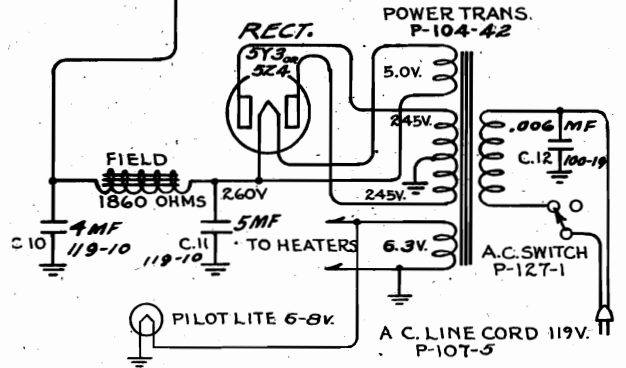 POWER TRANS.
P-104-42
RECT.
5Y3 OR
5Z4
5.0V.
245V.
.006 MF
C.12 100-19
FIELD
1860 OHMS
260V
245V.
4MF
C10 119-10
5MF
C.11
119-10
TO HEATERS
6.3V.
A.C. SWITCH
P-127-1
PILOT LITE 6-8V.
A C. LINE CORD 119V.
P-107-5